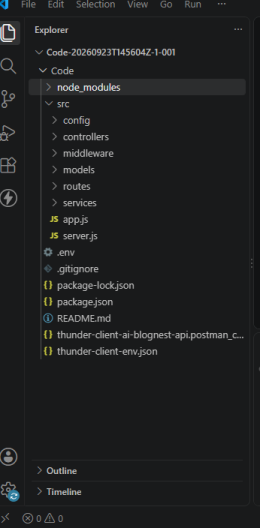 File Edit Selection View Go Run ...
Explorer ...
Code-20260923T145604Z-1-001
Code
node_modules
src
config
controllers
middleware
models
routes
services
JS app.js
JS server.js
.env
.gitignore
{} package-lock.json
{} package.json
README.md
{} thunder-client-ai-blognest-api.postman_c...
{} thunder-client-env.json
Outline
Timeline
0 0